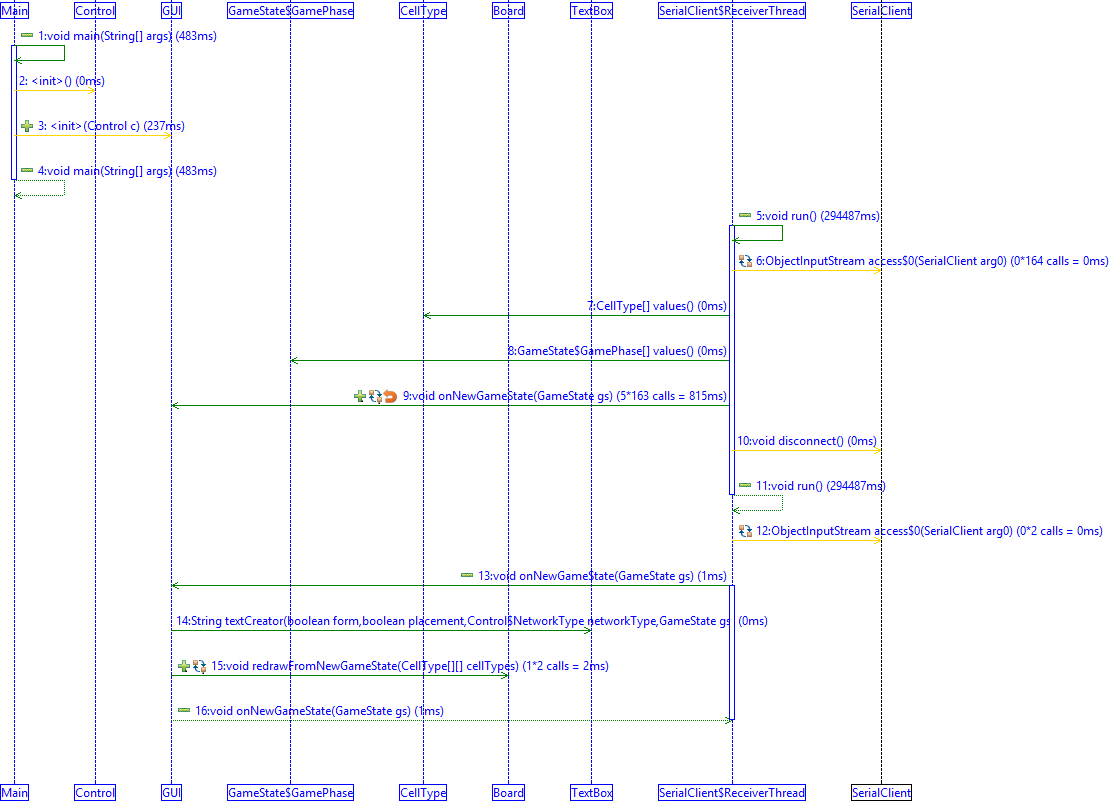 Main Control GUI GameState$GamePhase CellType Board TextBox SerialClient$ReceiverThread SerialClient
1:void main(String[] args) (483ms)
2: <init>() (0ms)
3: <init>(Control c) (237ms)
4:void main(String[] args) (483ms)
5:void run() (294487ms)
6:ObjectInputStream access$0(SerialClient arg0) (0*164 calls = 0ms)
7:CellType[] values() (0ms)
8:GameState$GamePhase[] values() (0ms)
9:void onNewGameState(GameState gs) (5*163 calls = 815ms)
10:void disconnect() (0ms)
11:void run() (294487ms)
12:ObjectInputStream access$0(SerialClient arg0) (0*2 calls = 0ms)
13:void onNewGameState(GameState gs) (1ms)
14:String textCreator(boolean form,boolean placement,Control$NetworkType networkType,GameState gs) (0ms)
15:void redrawFromNewGameState(CellType[][] cellTypes) (1*2 calls = 2ms)
16:void onNewGameState(GameState gs) (1ms)
Main Control GUI GameState$GamePhase CellType Board TextBox SerialClient$ReceiverThread SerialClient